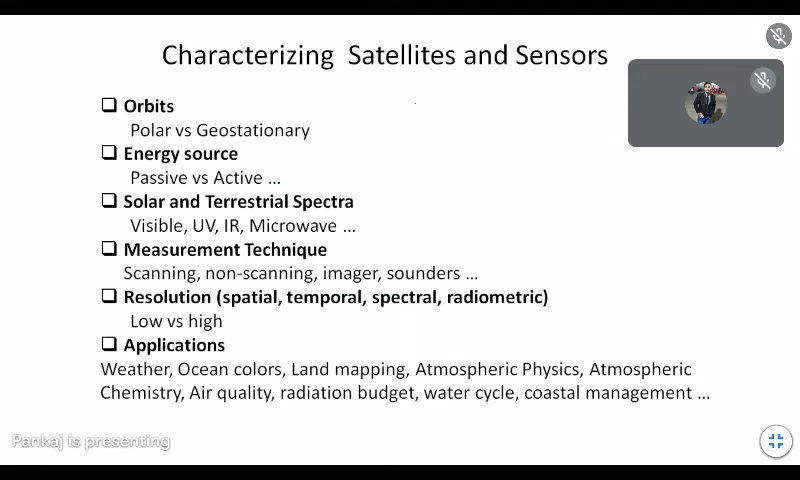 Characterizing Satellites and Sensors
Orbits
Polar vs Geostationary
Energy source
Passive vs Active ...
Solar and Terrestrial Spectra
Visible, UV, IR, Microwave ...
Measurement Technique
Scanning, non-scanning, imager, sounders ...
Resolution (spatial, temporal, spectral, radiometric)
Low vs high
Applications
Weather, Ocean colors, Land mapping, Atmospheric Physics, Atmospheric
Chemistry, Air quality, radiation budget, water cycle, coastal management ...
Pankaj is presenting